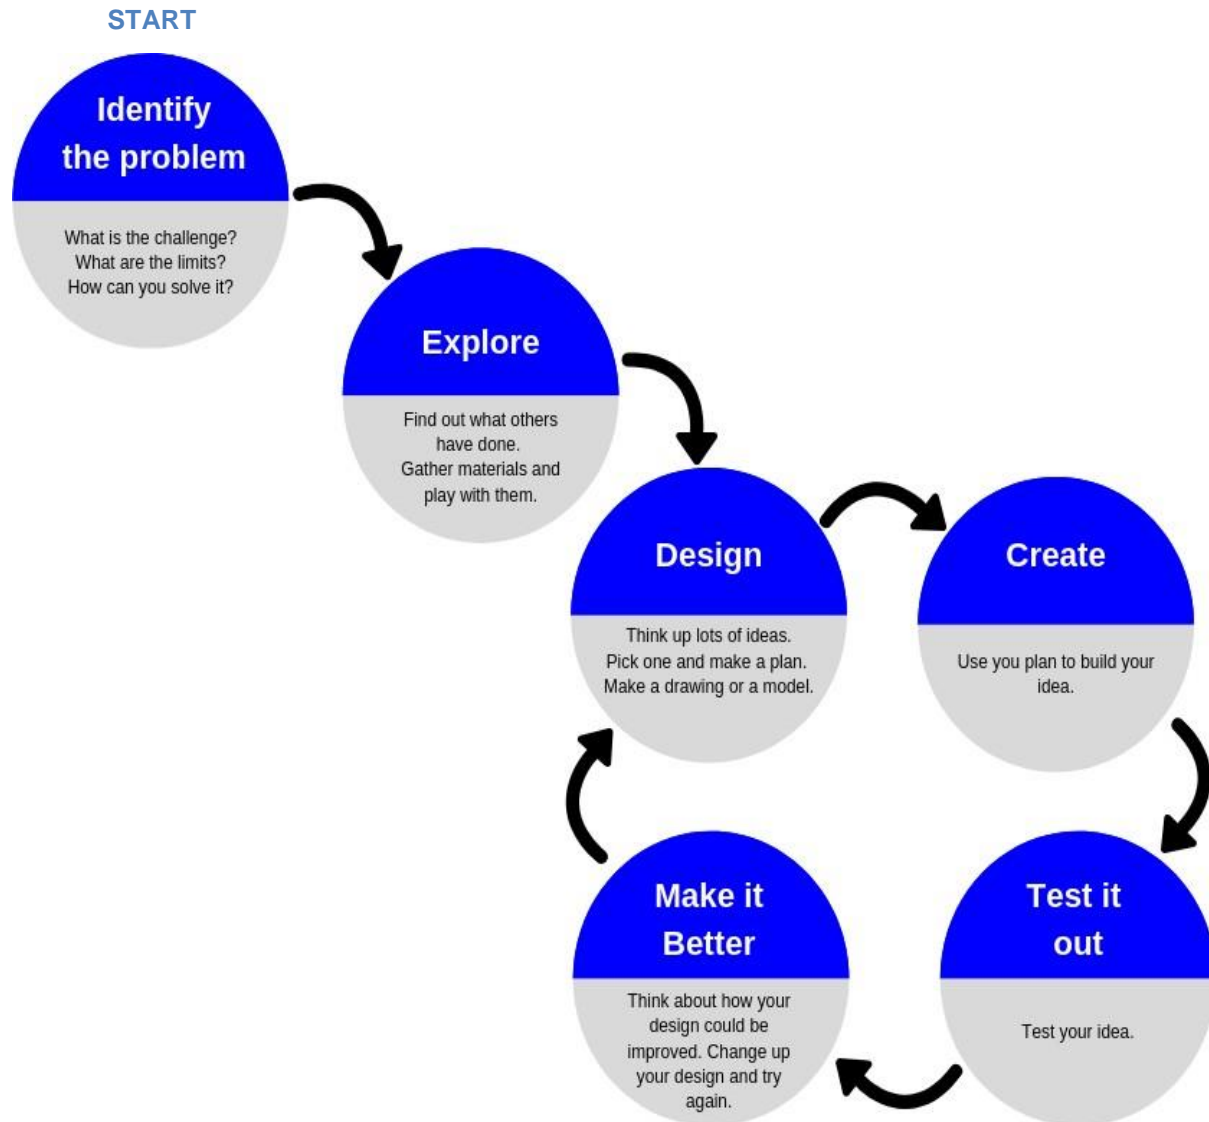 START
Identify
the problem
What is the challenge?
What are the limits?
How can you solve it?
Explore
Find out what others
have done.
Gather materials and
play with them.
Design
Think up lots of ideas.
Pick one and make a plan.
Make a drawing or a model.
Create
Use you plan to build your
idea.
Test it
out
Test your idea.
Make it
Better
Think about how your
design could be
improved. Change up
your design and try
again.